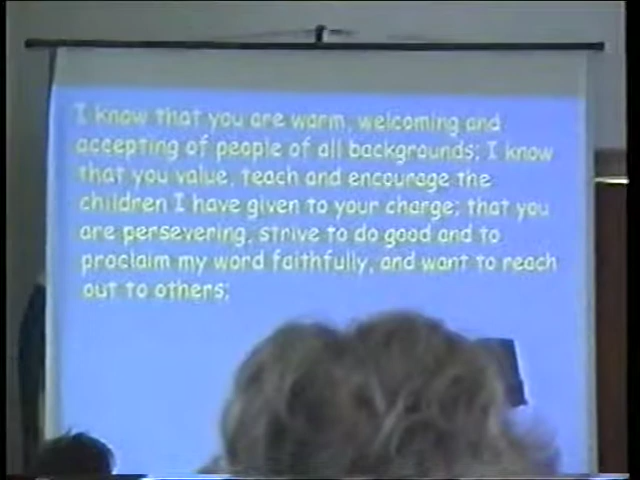 I know that you are warm, welcoming and
accepting of people of all backgrounds; I know
that you value, teach and encourage the
children I have given to your charge; that you
are persevering, strive to do good and to
proclaim my word faithfully, and want to reach
out to others;